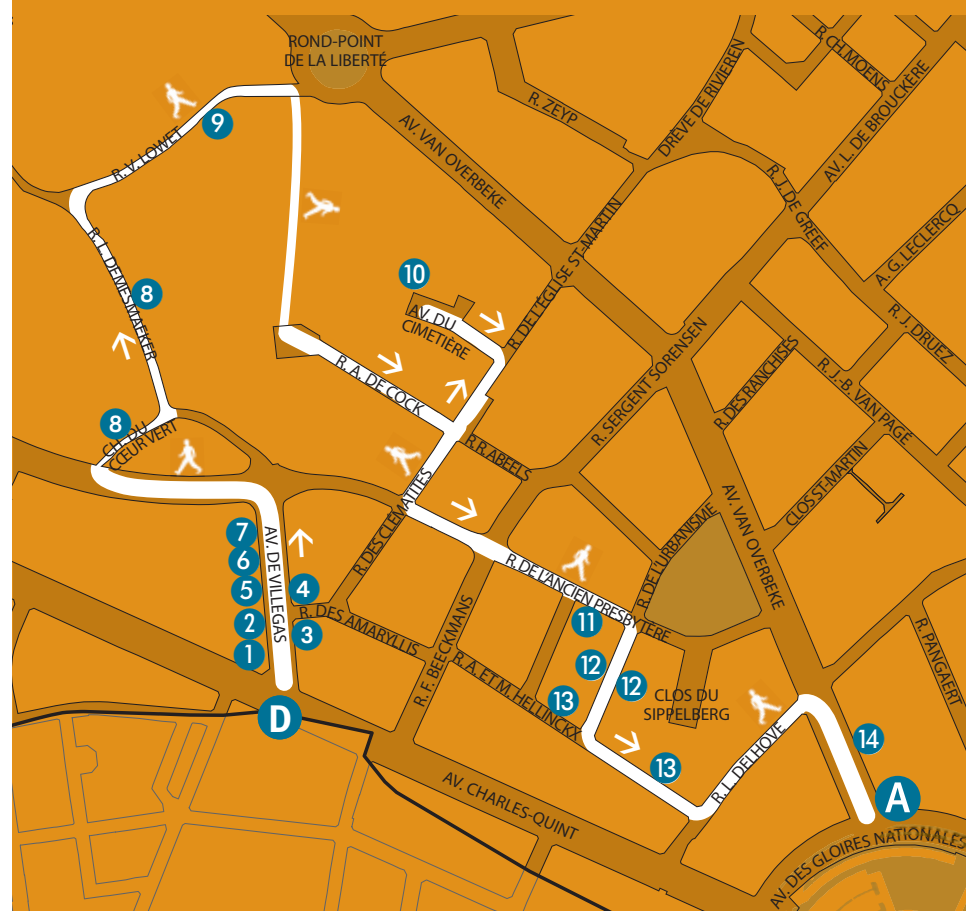 ROND-POINT
DE LA LIBERTÉ
R. CH. MOENS
DRÈVE DE RIVIEREN
AV. L. DE BROUCKÈRE
R. ZEYP
9
AV. VAN OVERBEKE
R. V. LOWET
R. J. DE GREEF
A. G. LECLERCQ
R. L. DEMESMAEKER
8
10
R. DE L'ÉGLISE ST-MARTIN
AV. DU
CIMETIÈRE
R. J. DRUEZ
R. SERGENT SORENSEN
R. DES RANCHISES
R. J.-B. VAN PAGE
R. A. DE COCK
8
CH. DU
CŒUR VERT
R.R. ABEELS
CLOS ST-MARTIN
R. DES CLÉMATITES
AV. VAN OVERBEKE
7
6
5
2
1
AV. DE VILLEGAS
4
3
R. DES AMARYLLIS
R. DE L'ANCIEN PRESBYTÈRE
R. DE L'URBANISME
11
R. F. BEECKMANS
R. A. ET M. HELLINCKX
12
12
13
CLOS DU
SIPPELBERG
R. PANGAERT
D
13
R. L. DELHOVE
14
A
AV. CHARLES-QUINT
AV. DES GLOIRES NATIONALES